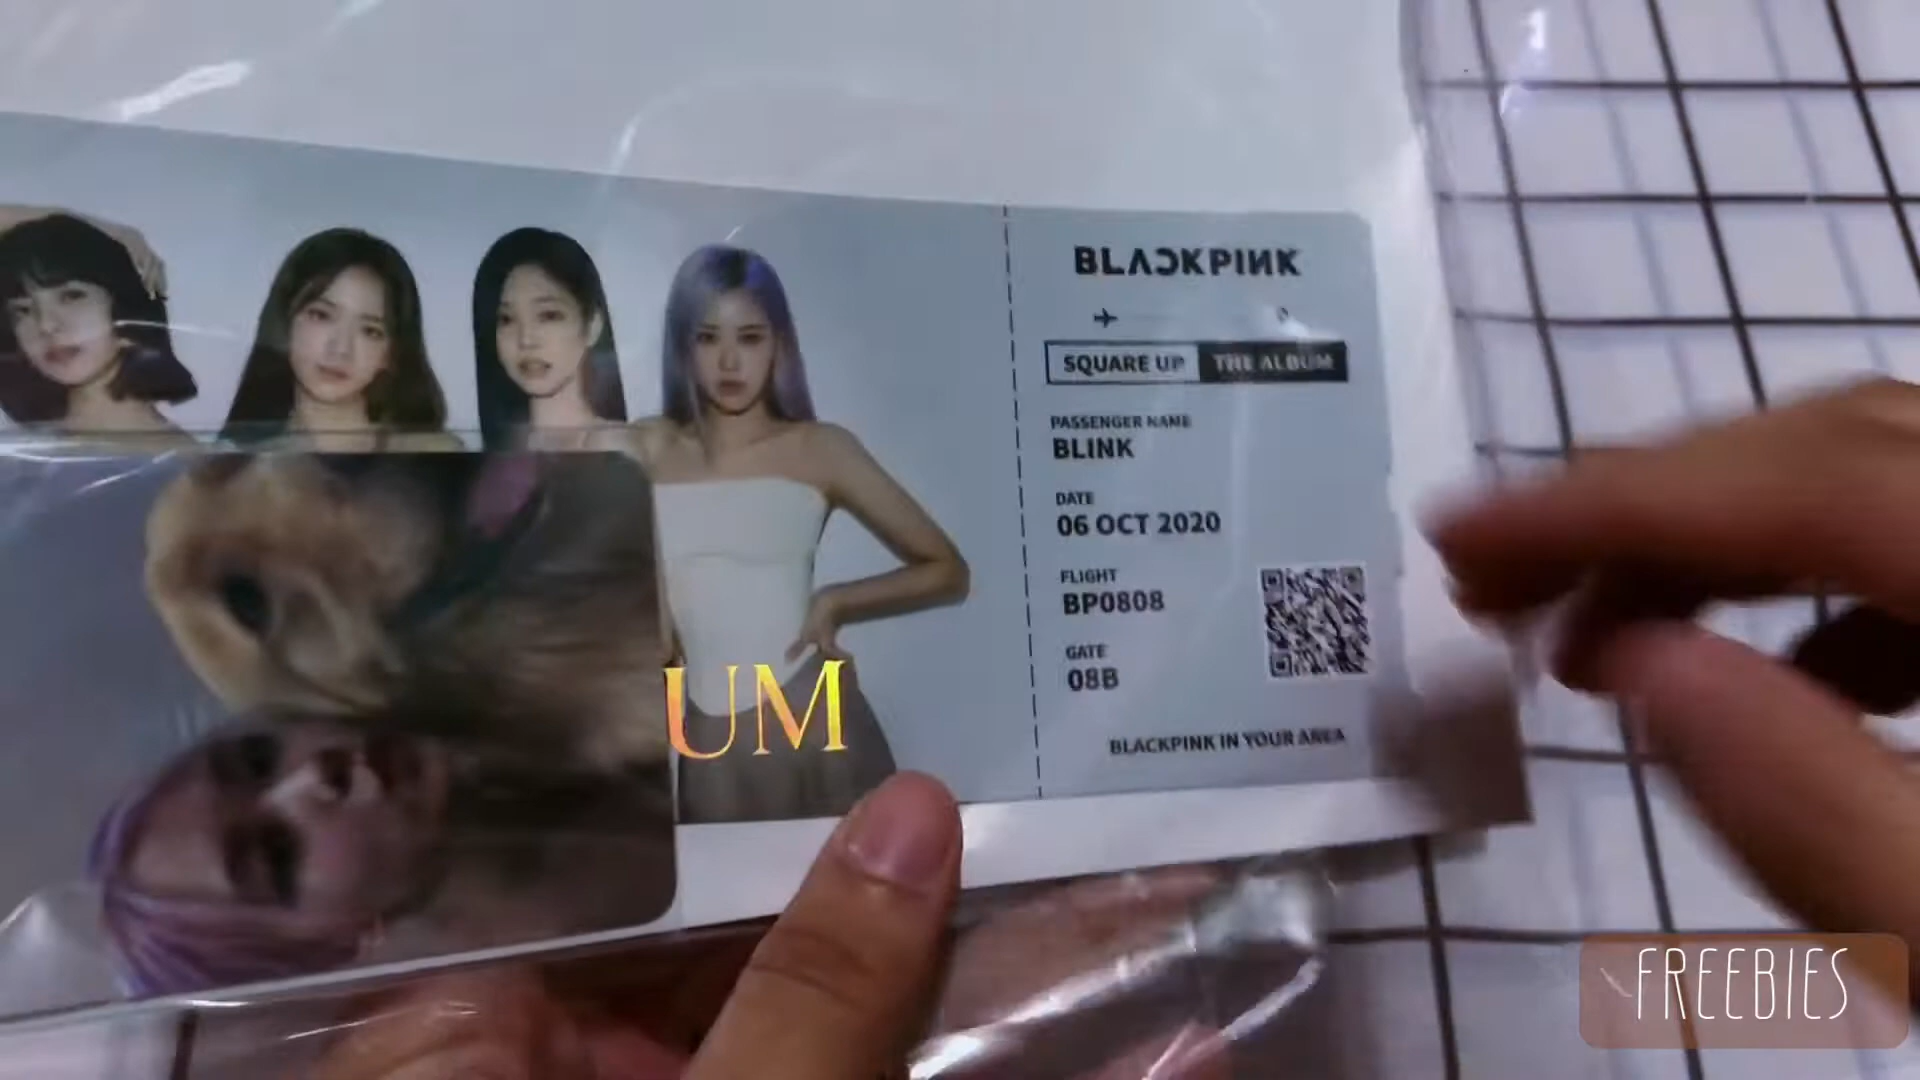 BLACKPINK
SQUARE UP THE ALBUM
PASSENGER NAME
BLINK
DATE
06 OCT 2020
FLIGHT
BP0808
GATE
08B
BLACKPINK IN YOUR AREA
UM
FREEBIES